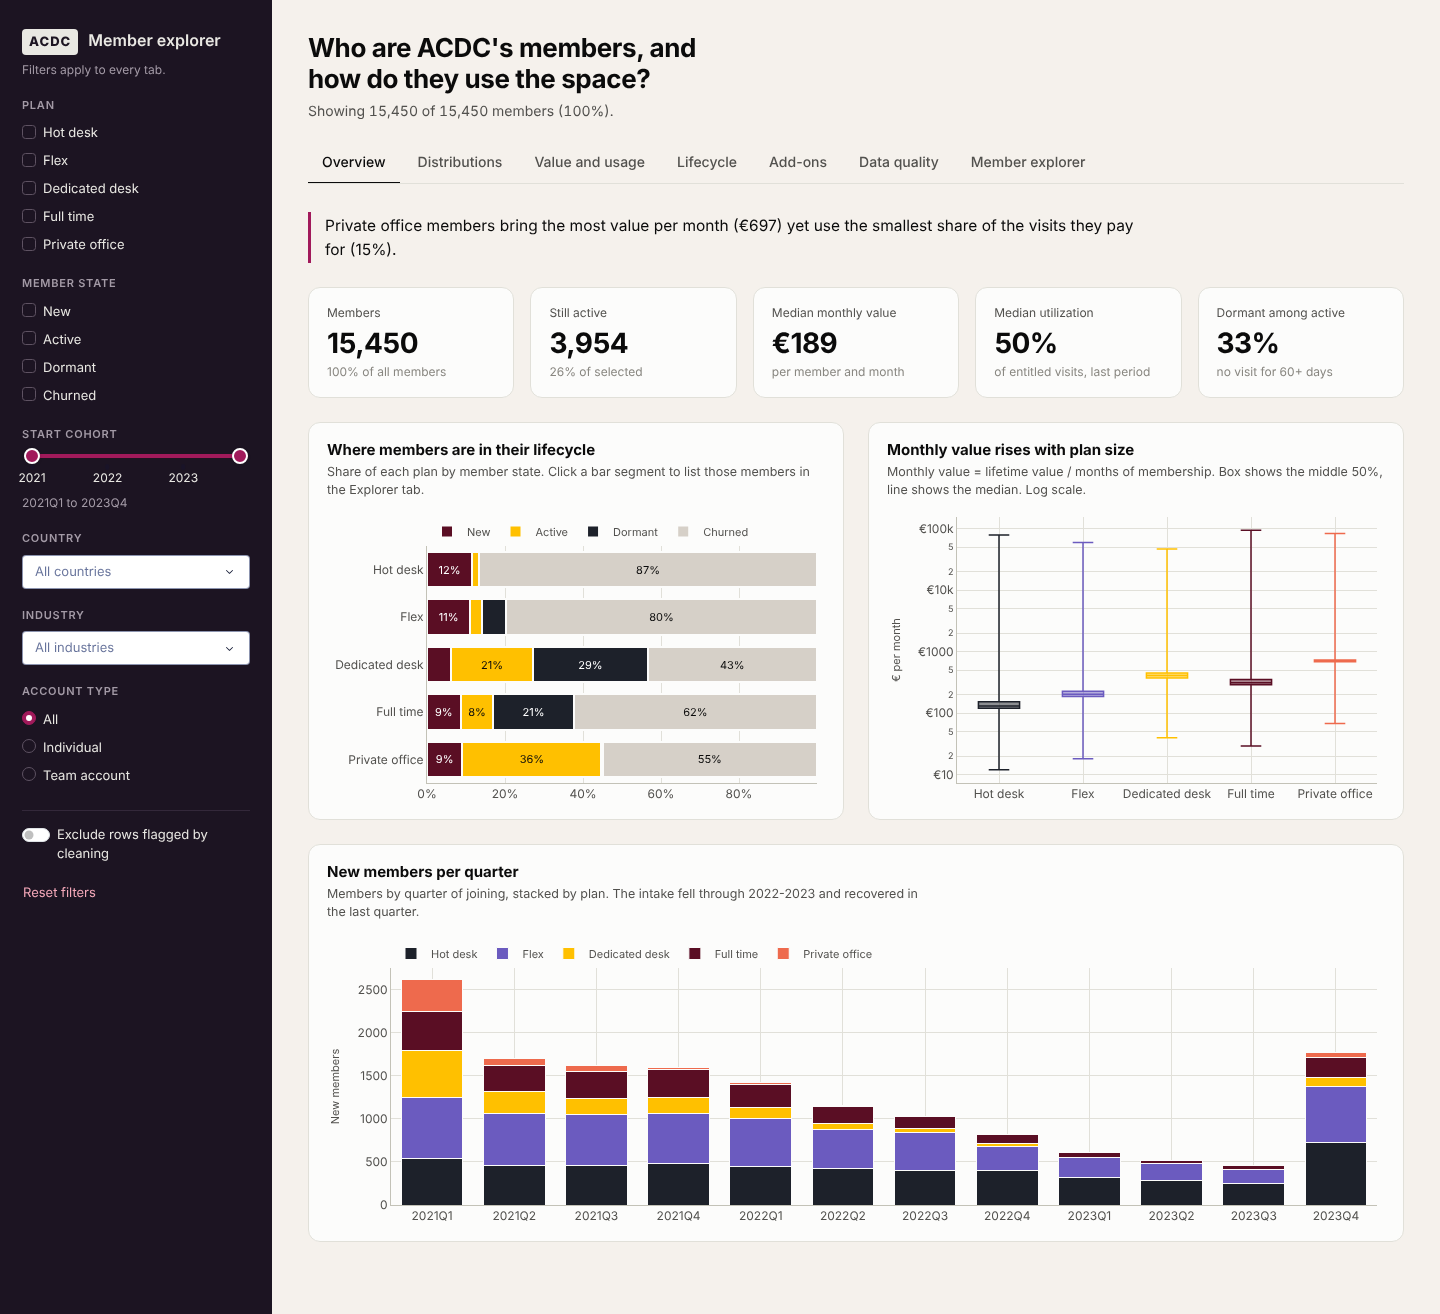 ACDC Member explorer
Filters apply to every tab.
PLAN
Hot desk
Flex
Dedicated desk
Full time
Private office
MEMBER STATE
New
Active
Dormant
Churned
START COHORT
2021 2022 2023
2021Q1 to 2023Q4
COUNTRY
All countries
INDUSTRY
All industries
ACCOUNT TYPE
All
Individual
Team account
Exclude rows flagged by
cleaning
Reset filters
Who are ACDC's members, and
how do they use the space?
Showing 15,450 of 15,450 members (100%).
Overview Distributions Value and usage Lifecycle Add-ons Data quality Member explorer
Private office members bring the most value per month (€697) yet use the smallest share of the visits they pay
for (15%).
Members
15,450
100% of all members
Still active
3,954
26% of selected
Median monthly value
€189
per member and month
Median utilization
50%
of entitled visits, last period
Dormant among active
33%
no visit for 60+ days
Where members are in their lifecycle
Share of each plan by member state. Click a bar segment to list those members in
the Explorer tab.
New Active Dormant Churned
Hot desk 12% 87%
Flex 11% 80%
Dedicated desk 21% 29% 43%
Full time 9% 8% 21% 62%
Private office 9% 36% 55%
0% 20% 40% 60% 80%
Monthly value rises with plan size
Monthly value = lifetime value / months of membership. Box shows the middle 50%,
line shows the median. Log scale.
€ per month
€100k
5
2
€10k
5
2
€1000
5
2
€100
5
2
€10
Hot desk Flex Dedicated desk Full time Private office
New members per quarter
Members by quarter of joining, stacked by plan. The intake fell through 2022-2023 and recovered in
the last quarter.
Hot desk Flex Dedicated desk Full time Private office
New members
2500
2000
1500
1000
500
0
2021Q1 2021Q2 2021Q3 2021Q4 2022Q1 2022Q2 2022Q3 2022Q4 2023Q1 2023Q2 2023Q3 2023Q4